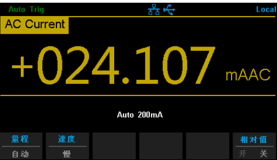 Auto Trig Local
AC Current
+024.107 mAAC
Auto 200mA
量程 速度 相对值
自动 慢 开 关